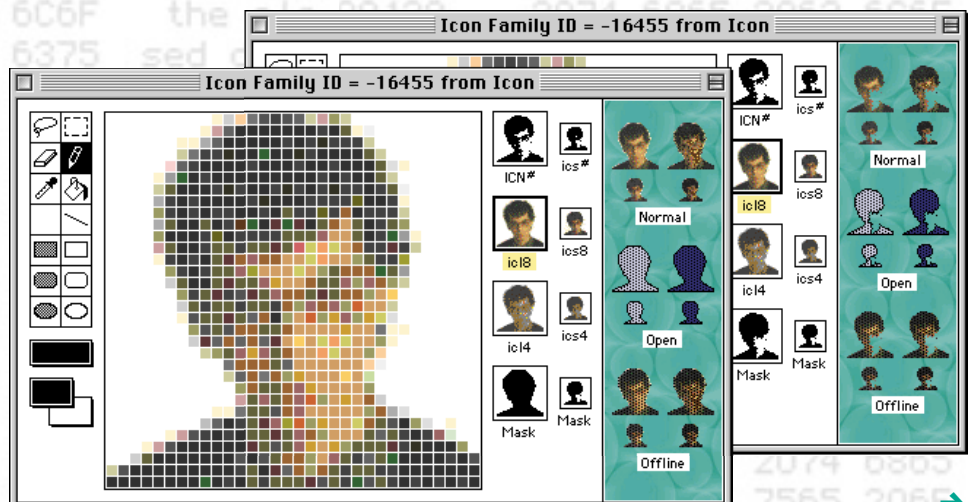 6C6F the
6375 sed
Icon Family ID = -16455 from Icon
ICN#
ics#
Normal
icl8
ics8
icl4
ics4
Open
Mask
Mask
Offline
Icon Family ID = -16455 from Icon
ICN#
ics#
Normal
icl8
ics8
Open
icl4
ics4
Mask
Mask
Offline
2074 6865